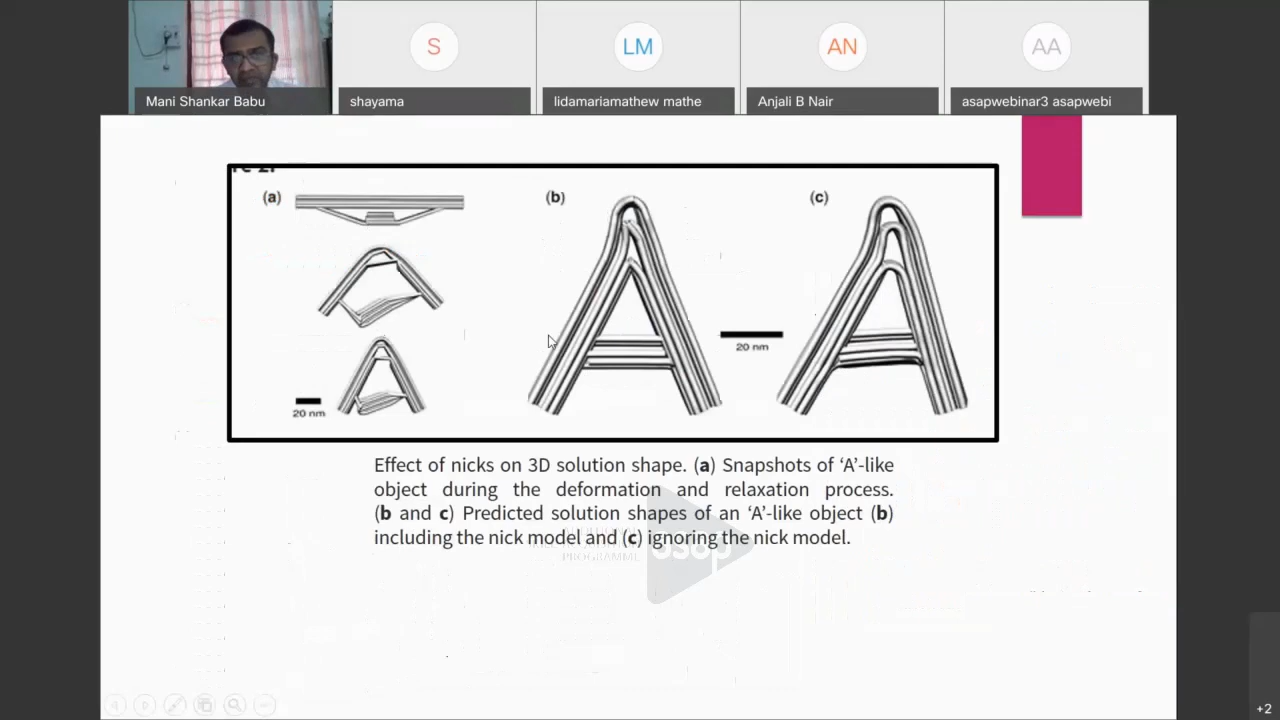 S
LM
AN
AA
Mani Shankar Babu
shayama
lidamariamathew mathe
Anjali B Nair
asapwebinar3 asapwebi
(a)
(b)
(c)
20 nm
20 nm
Effect of nicks on 3D solution shape. (a) Snapshots of ‘A’-like
object during the deformation and relaxation process.
(b and c) Predicted solution shapes of an ‘A’-like object (b)
including the nick model and (c) ignoring the nick model.
PROGRAMME
asap
+2